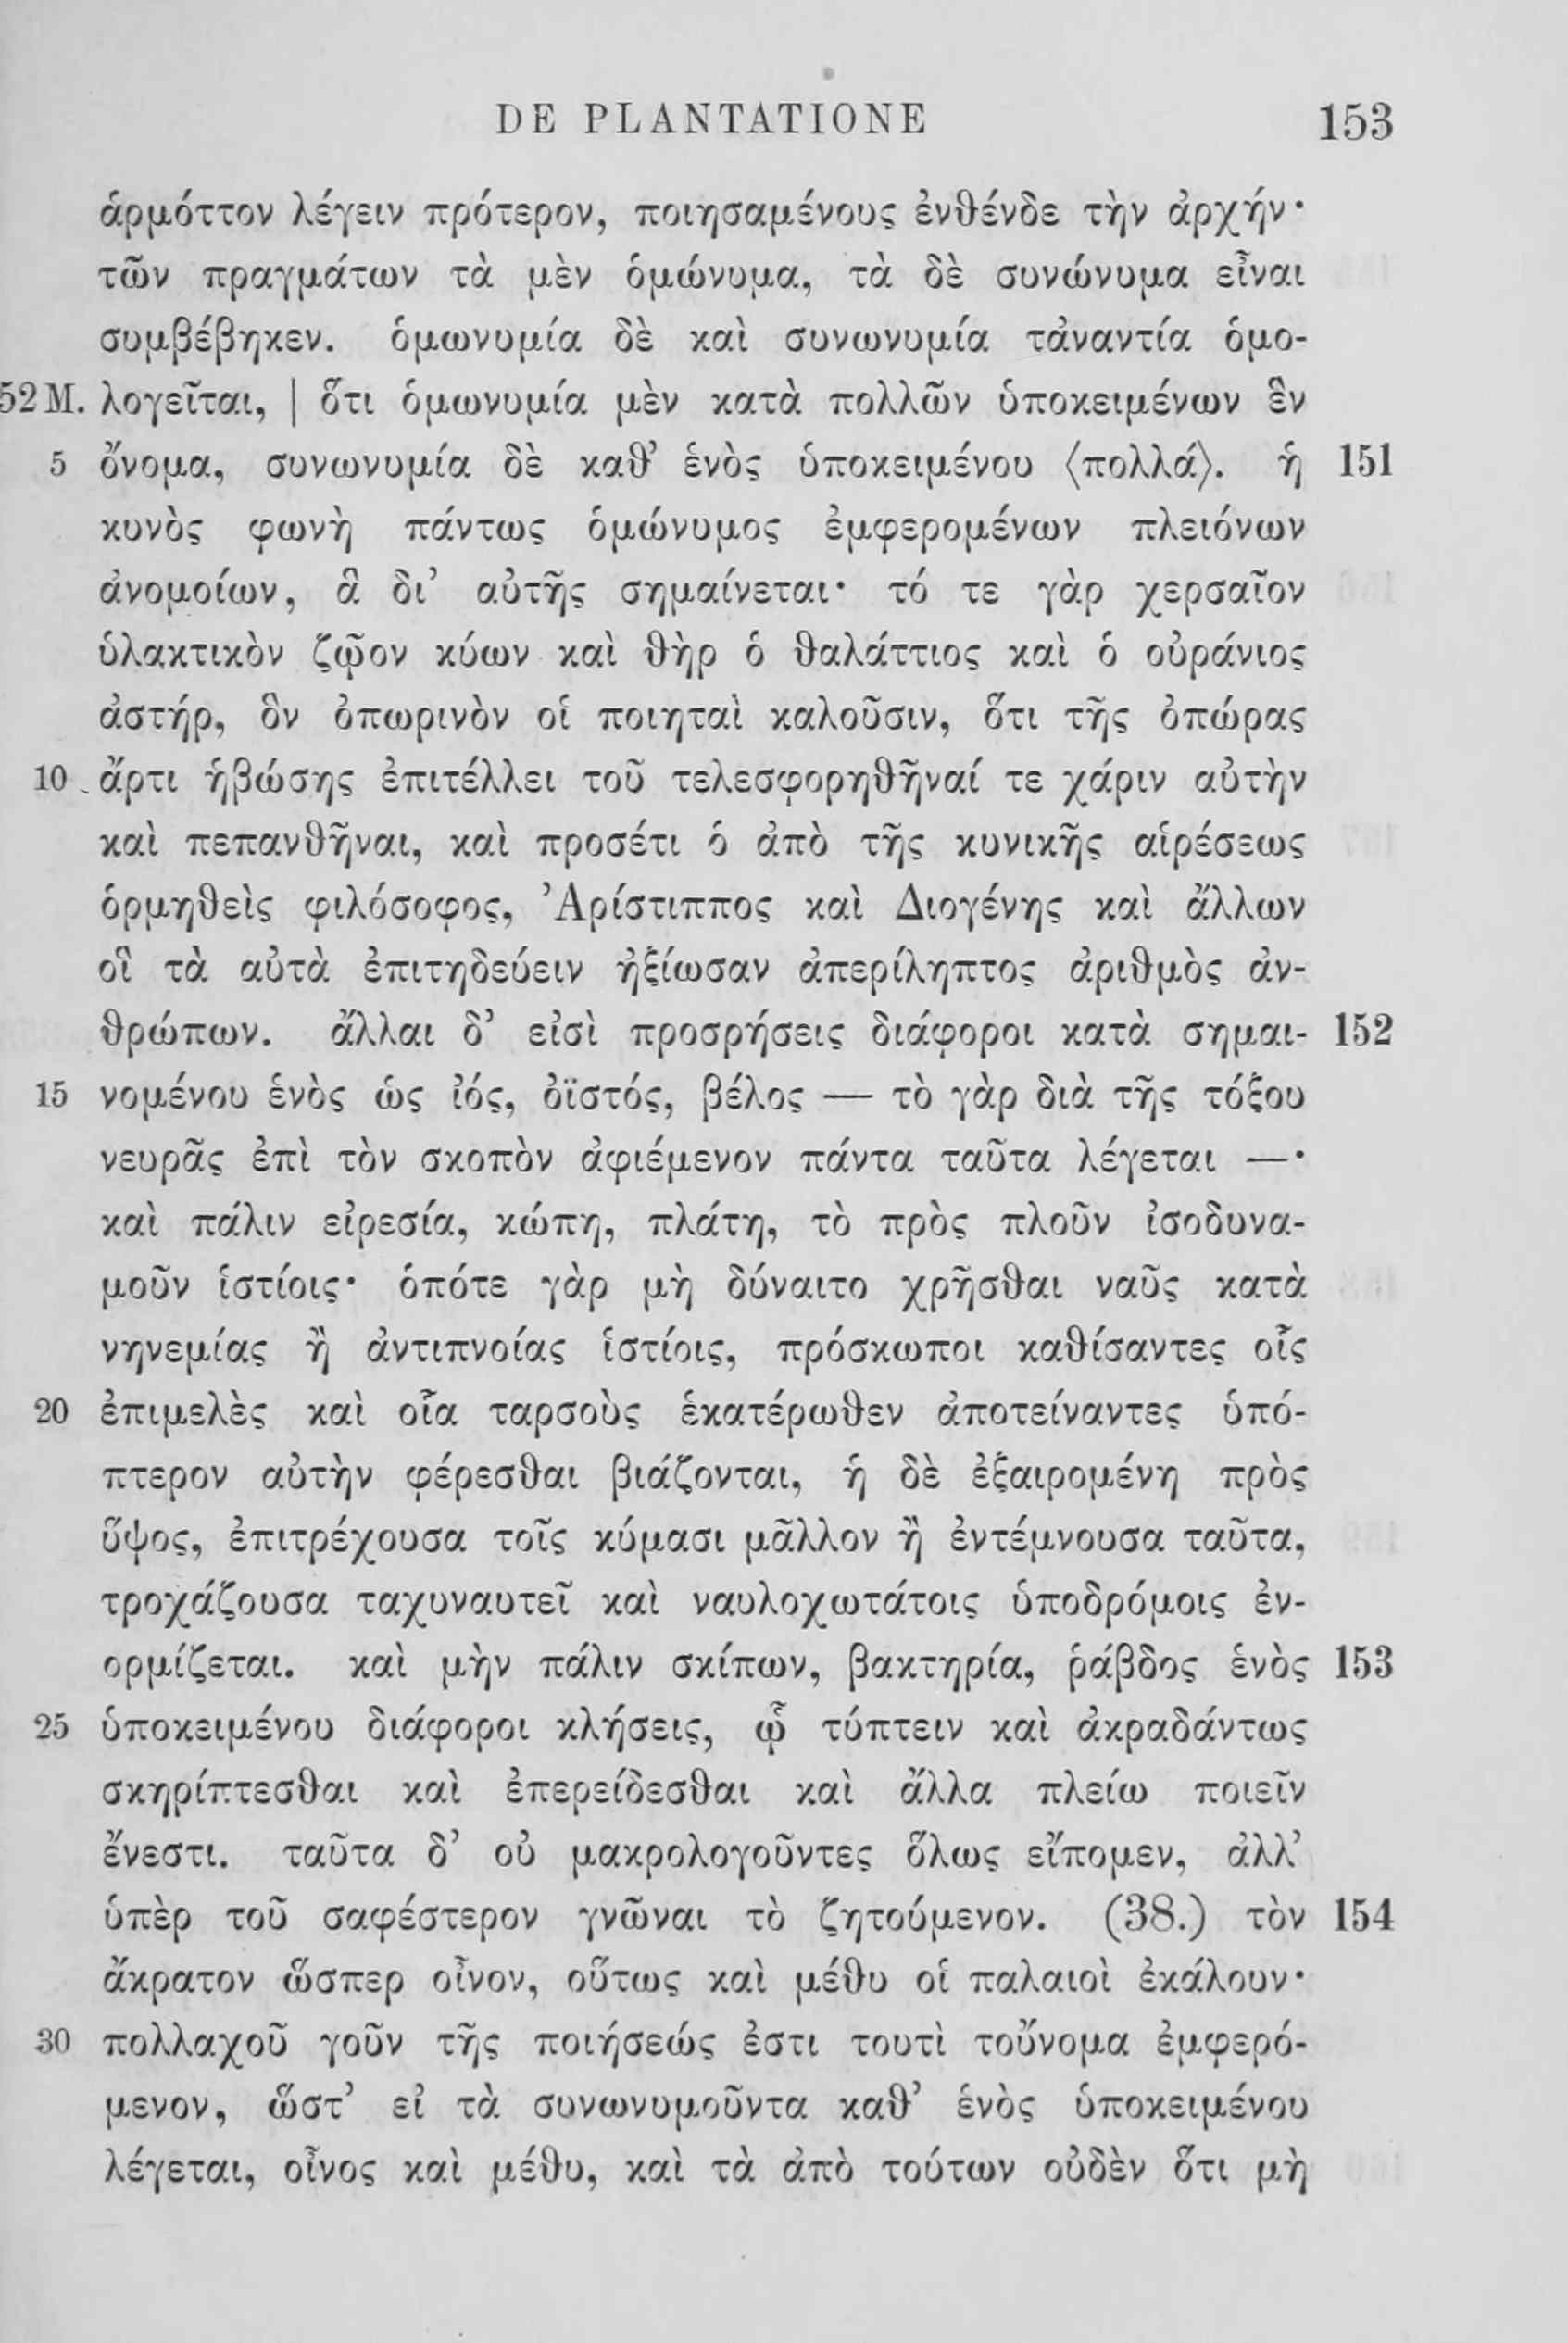 DE PLANTATIONE 153
ἁρμόττον λέγειν πρότερον, ποιησαμένους ἐνθένδε τὴν ἀρχήν·
τῶν πραγμάτων τὰ μὲν ὁμώνυμα, τὰ δὲ συνώνυμα εἶναι
συμβέβηκεν. ὁμωνυμία δὲ καὶ συνωνυμία τἀναντία ὁμο-
52 M. λογεῖται, | ὅτι ὁμωνυμία μὲν κατὰ πολλῶν ὑποκειμένων ἓν
5 ὄνομα, συνωνυμία δὲ καθ’ ἑνὸς ὑποκειμένου ⟨πολλά⟩. ἡ 151
κυνὸς φωνὴ πάντως ὁμώνυμος ἐμφερομένων πλειόνων
ἀνομοίων, ἃ δι’ αὐτῆς σημαίνεται· τό τε γὰρ χερσαῖον
ὑλακτικὸν ζῷον κύων καὶ θὴρ ὁ θαλάττιος καὶ ὁ οὐράνιος
ἀστήρ, ὃν ὀπωρινὸν οἱ ποιηταὶ καλοῦσιν, ὅτι τῆς ὀπώρας
10 ἄρτι ἡβώσης ἐπιτέλλει τοῦ τελεσφορηθῆναί τε χάριν αὐτὴν
καὶ πεπανθῆναι, καὶ προσέτι ὁ ἀπὸ τῆς κυνικῆς αἱρέσεως
ὁρμηθεὶς φιλόσοφος, Ἀρίστιππος καὶ Διογένης καὶ ἄλλων
οἳ τὰ αὐτὰ ἐπιτηδεύειν ἠξίωσαν ἀπερίληπτος ἀριθμὸς ἀν-
θρώπων. ἄλλαι δ’ εἰσὶ προσρήσεις διάφοροι κατὰ σημαι- 152
15 νομένου ἑνὸς ὡς ἰός, ὀϊστός, βέλος — τὸ γὰρ διὰ τῆς τόξου
νευρᾶς ἐπὶ τὸν σκοπὸν ἀφιέμενον πάντα ταῦτα λέγεται —·
καὶ πάλιν εἰρεσία, κώπη, πλάτη, τὸ πρὸς πλοῦν ἰσοδυνα-
μοῦν ἱστίοις· ὁπότε γὰρ μὴ δύναιτο χρῆσθαι ναῦς κατὰ
νηνεμίας ἢ ἀντιπνοίας ἱστίοις, πρόσκωποι καθίσαντες οἷς
20 ἐπιμελὲς καὶ οἷα ταρσοὺς ἑκατέρωθεν ἀποτείναντες ὑπό-
πτερον αὐτὴν φέρεσθαι βιάζονται, ἡ δὲ ἐξαιρομένη πρὸς
ὕψος, ἐπιτρέχουσα τοῖς κύμασι μᾶλλον ἢ ἐντέμνουσα ταῦτα,
τροχάζουσα ταχυναυτεῖ καὶ ναυλοχωτάτοις ὑποδρόμοις ἐν-
ορμίζεται. καὶ μὴν πάλιν σκίπων, βακτηρία, ῥάβδος ἑνὸς 153
25 ὑποκειμένου διάφοροι κλήσεις, ᾧ τύπτειν καὶ ἀκραδάντως
σκηρίπτεσθαι καὶ ἐπερείδεσθαι καὶ ἄλλα πλείω ποιεῖν
ἔνεστι. ταῦτα δ’ οὐ μακρολογοῦντες ὅλως εἴπομεν, ἀλλ’
ὑπὲρ τοῦ σαφέστερον γνῶναι τὸ ζητούμενον. (38.) τὸν 154
ἄκρατον ὥσπερ οἶνον, οὕτως καὶ μέθυ οἱ παλαιοὶ ἐκάλουν·
30 πολλαχοῦ γοῦν τῆς ποιήσεώς ἐστι τουτὶ τοὔνομα ἐμφερό-
μενον, ὥστ’ εἰ τὰ συνωνυμοῦντα καθ’ ἑνὸς ὑποκειμένου
λέγεται, οἶνος καὶ μέθυ, καὶ τὰ ἀπὸ τούτων οὐδὲν ὅτι μὴ